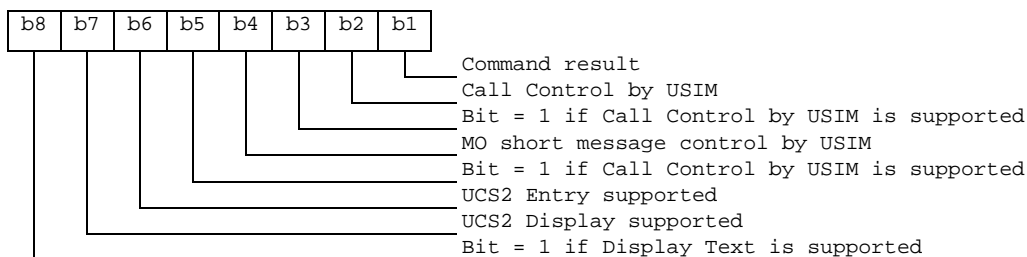 b8 b7 b6 b5 b4 b3 b2 b1
Command result
Call Control by USIM
Bit = 1 if Call Control by USIM is supported
MO short message control by USIM
Bit = 1 if Call Control by USIM is supported
UCS2 Entry supported
UCS2 Display supported
Bit = 1 if Display Text is supported